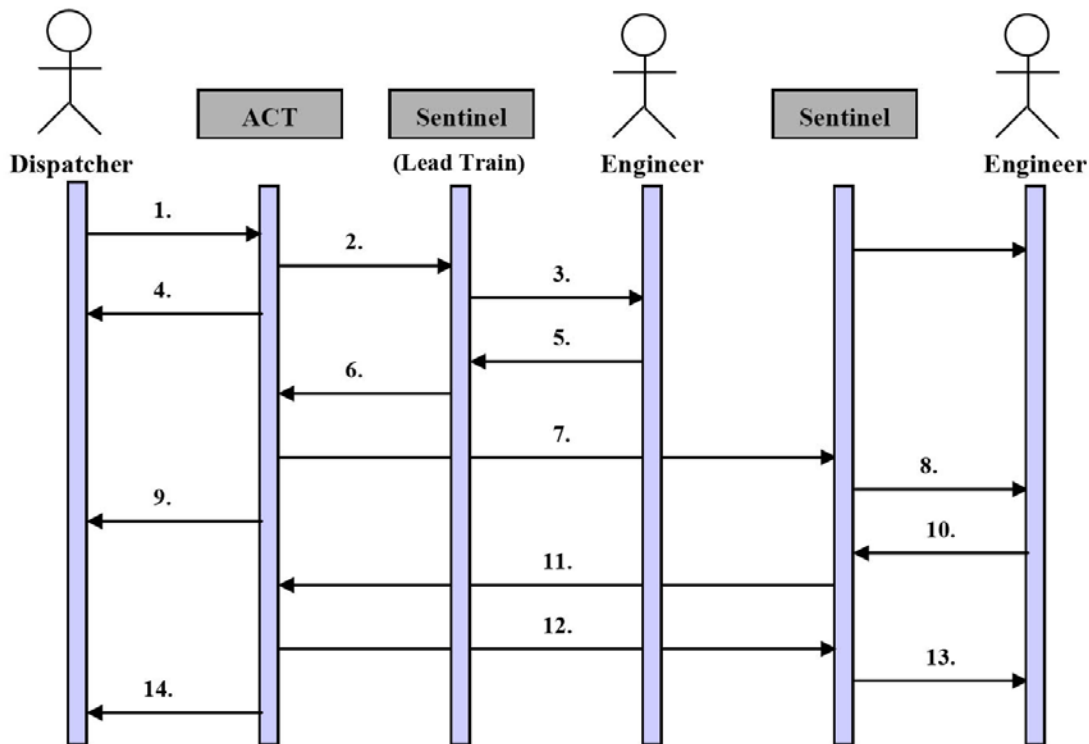 ACT
Sentinel
Sentinel
Dispatcher
(Lead Train)
Engineer
Engineer
1.
2.
3.
4.
5.
6.
7.
8.
9.
10.
11.
12.
13.
14.